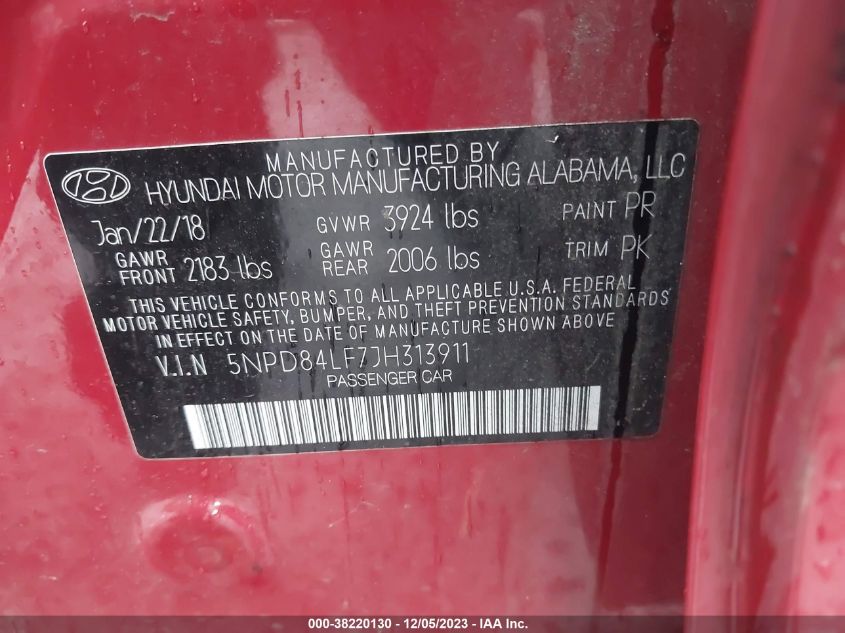 MANUFACTURED BY
HYUNDAI MOTOR MANUFACTURING ALABAMA, LLC
Jan/22/18 GVWR 3924 lbs PAINT PR
GAWR FRONT 2183 lbs GAWR REAR 2006 lbs TRIM PK
THIS VEHICLE CONFORMS TO ALL APPLICABLE U.S.A. FEDERAL
MOTOR VEHICLE SAFETY, BUMPER, AND THEFT PREVENTION STANDARDS
IN EFFECT ON THE DATE OF MANUFACTURE SHOWN ABOVE.
V.I.N 5NPD84LF7JH313911
PASSENGER CAR
000-38220130 - 12/05/2023 - IAA Inc.